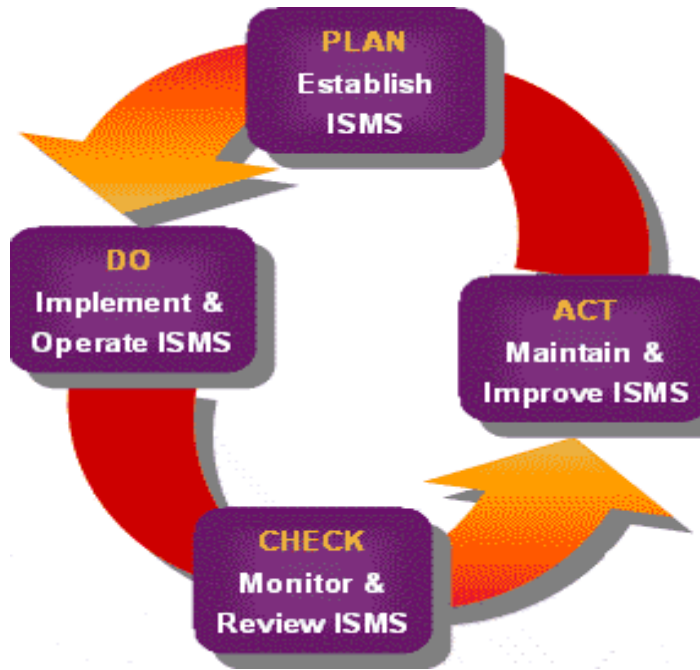 PLAN
Establish
ISMS
DO
Implement &
Operate ISMS
CHECK
Monitor &
Review ISMS
ACT
Maintain &
Improve ISMS